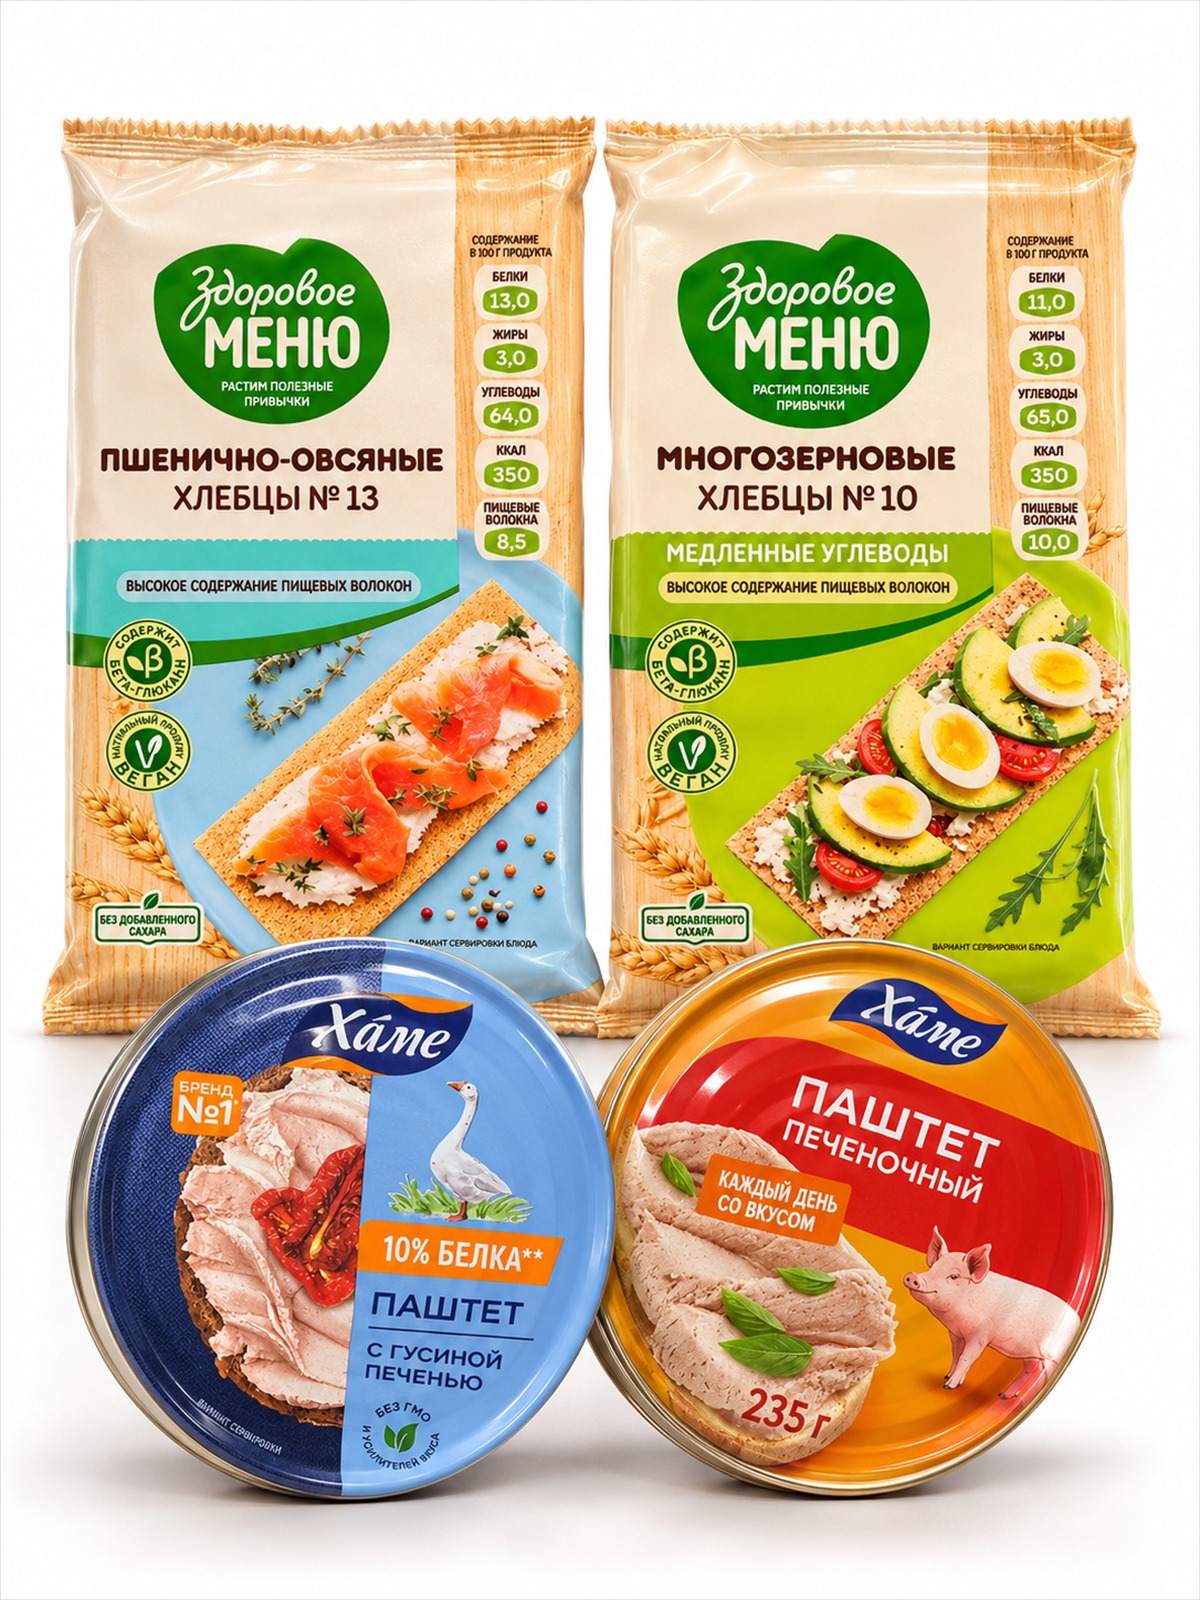 Здоровое
МЕНЮ
РАСТИМ ПОЛЕЗНЫЕ
ПРИВЫЧКИ
ПШЕНИЧНО-ОВСЯНЫЕ
ХЛЕБЦЫ № 13
ВЫСОКОЕ СОДЕРЖАНИЕ ПИЩЕВЫХ ВОЛОКОН
СОДЕРЖАНИЕ
В 100 Г ПРОДУКТА
БЕЛКИ
13,0
ЖИРЫ
3,0
УГЛЕВОДЫ
64,0
ККАЛ
350
ПИЩЕВЫЕ
ВОЛОКНА
8,5
СОДЕРЖИТ
β
БЕТА-ГЛЮКАН
НАТУРАЛЬНЫЙ ПРОДУКТ
V
ВЕГАН
БЕЗ ДОБАВЛЕННОГО
САХАРА
ВАРИАНТ СЕРВИРОВКИ БЛЮДА
Здоровое
МЕНЮ
РАСТИМ ПОЛЕЗНЫЕ
ПРИВЫЧКИ
МНОГОЗЕРНОВЫЕ
ХЛЕБЦЫ № 10
МЕДЛЕННЫЕ УГЛЕВОДЫ
ВЫСОКОЕ СОДЕРЖАНИЕ ПИЩЕВЫХ ВОЛОКОН
СОДЕРЖАНИЕ
В 100 Г ПРОДУКТА
БЕЛКИ
11,0
ЖИРЫ
3,0
УГЛЕВОДЫ
65,0
ККАЛ
350
ПИЩЕВЫЕ
ВОЛОКНА
10,0
СОДЕРЖИТ
β
БЕТА-ГЛЮКАН
НАТУРАЛЬНЫЙ ПРОДУКТ
V
ВЕГАН
БЕЗ ДОБАВЛЕННОГО
САХАРА
ВАРИАНТ СЕРВИРОВКИ БЛЮДА
Хáме
БРЕНД
№1*
10% БЕЛКА**
ПАШТЕТ
С ГУСИНОЙ
ПЕЧЕНЬЮ
БЕЗ ГМО
И УСИЛИТЕЛЕЙ ВКУСА
ВАРИАНТ СЕРВИРОВКИ
Хáме
ПАШТЕТ
ПЕЧЕНОЧНЫЙ
КАЖДЫЙ ДЕНЬ
СО ВКУСОМ
235 г